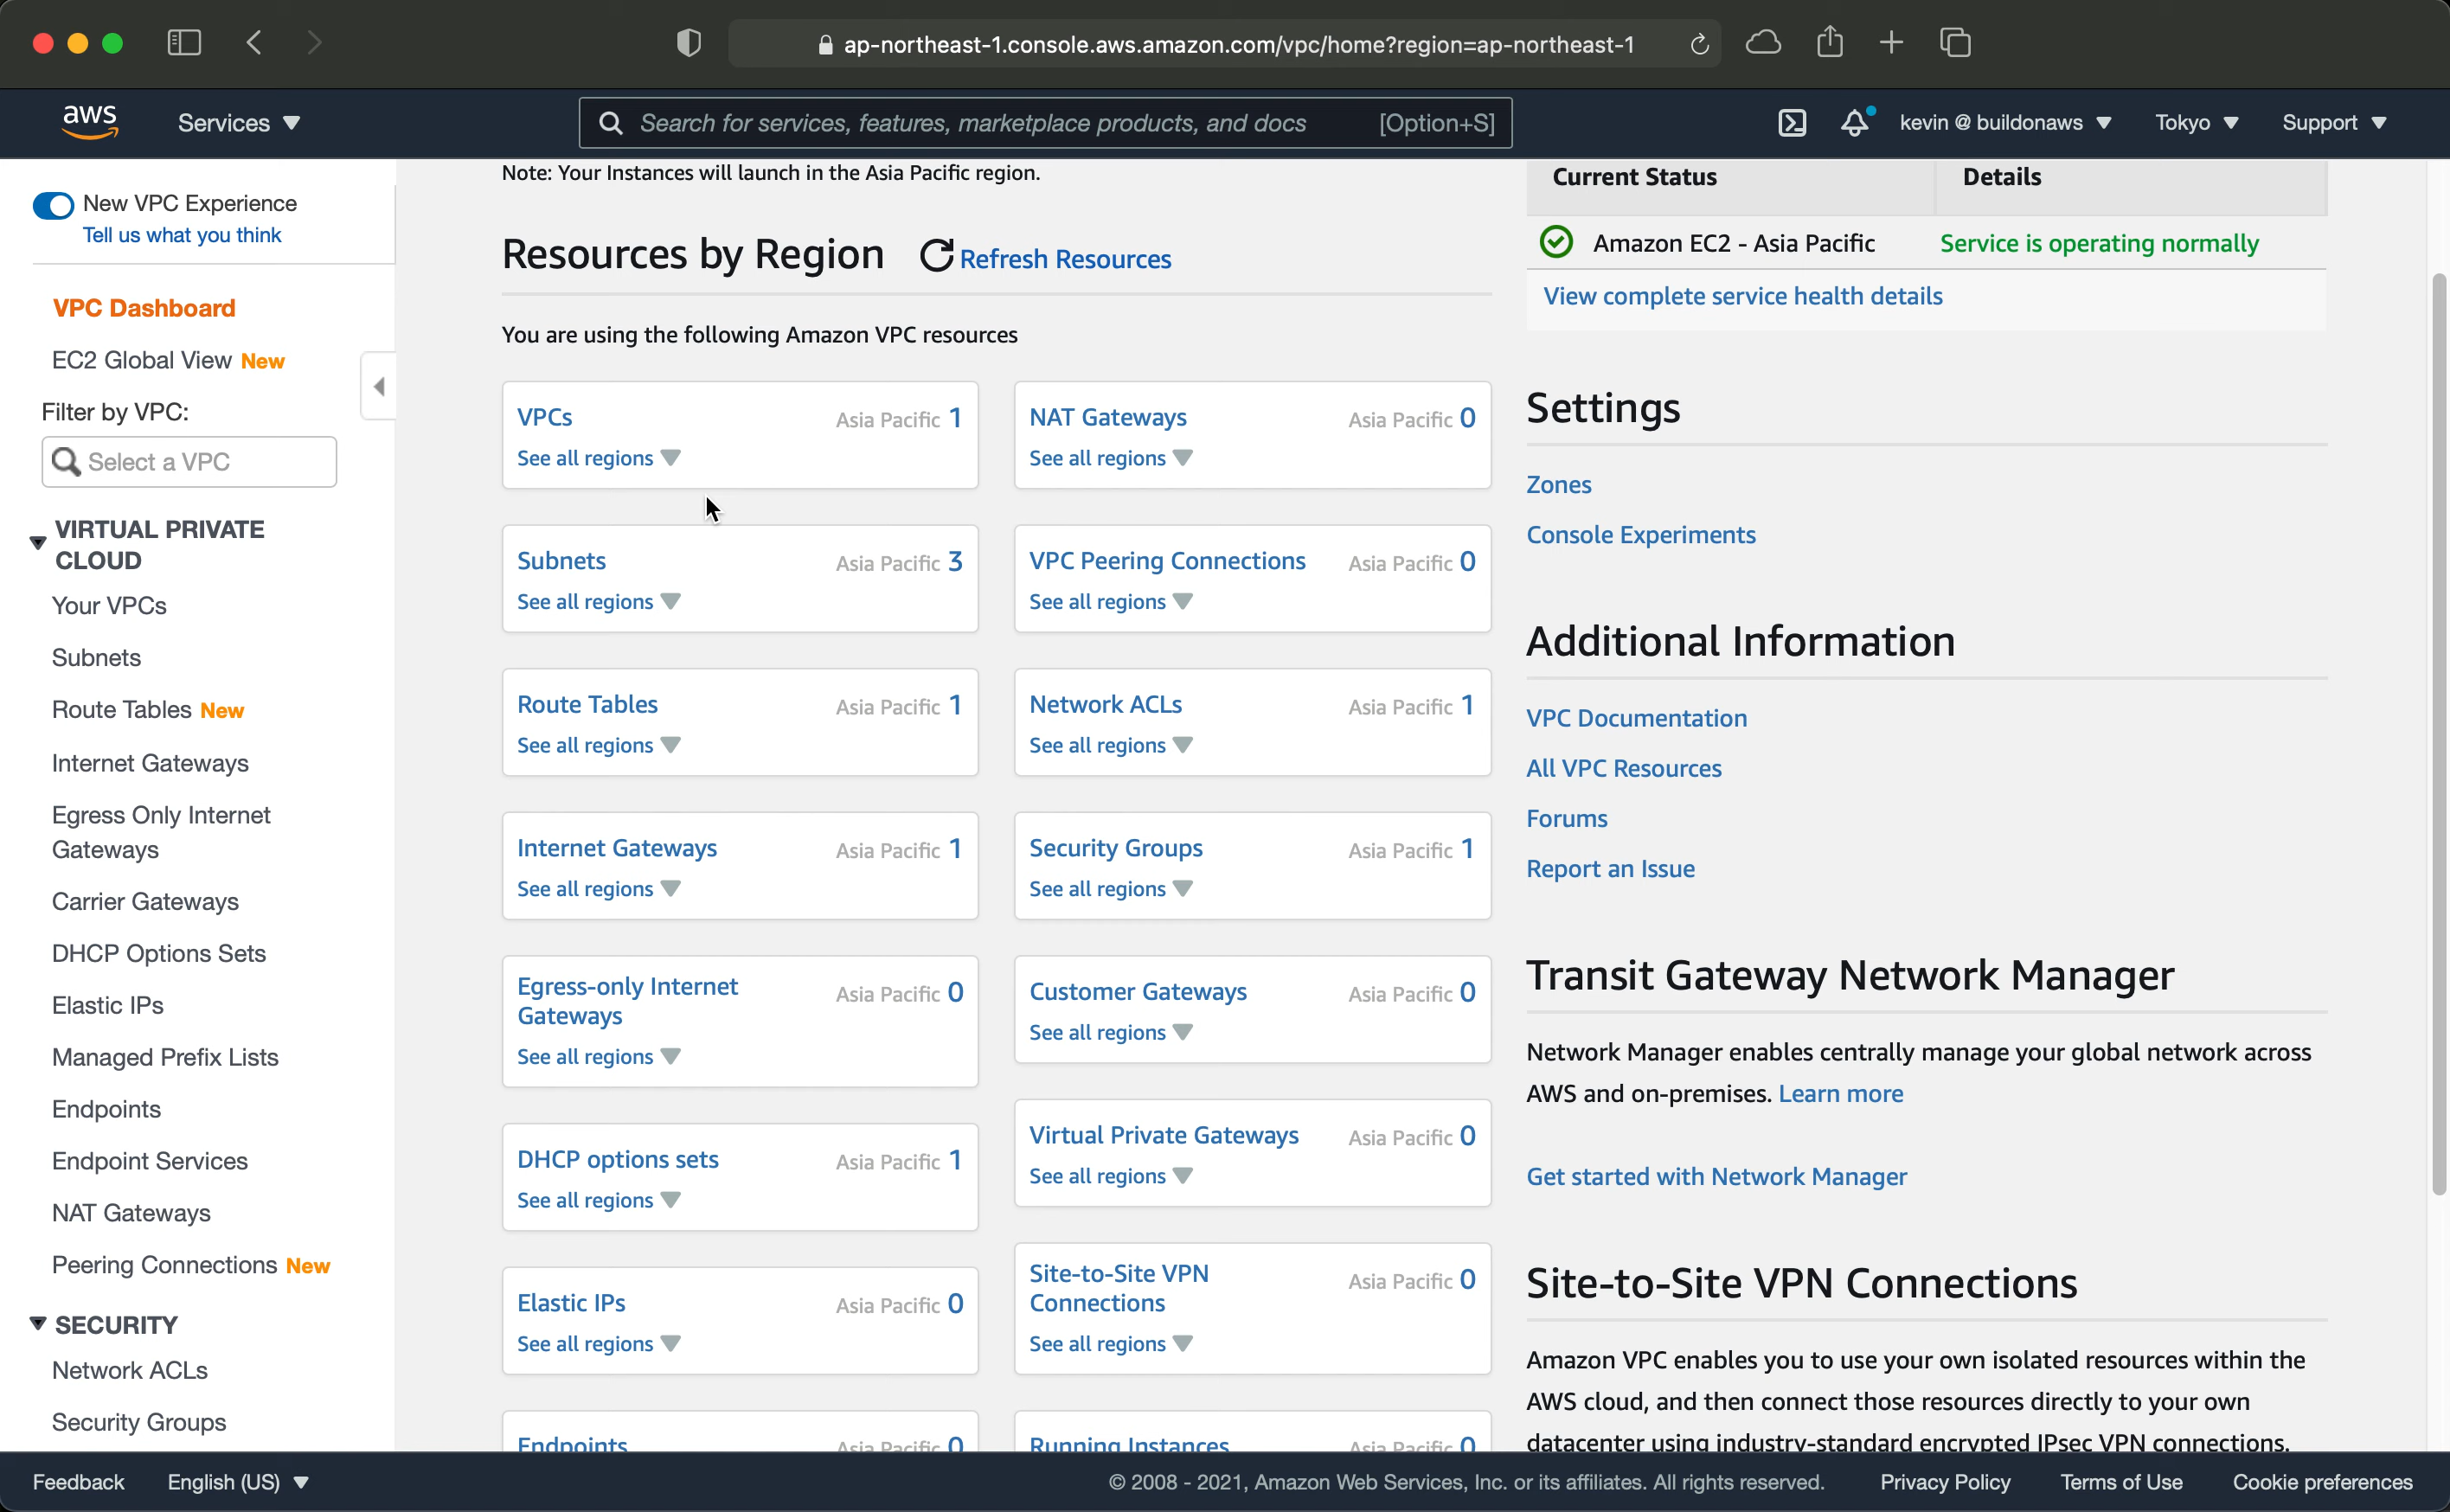 ap-northeast-1.console.aws.amazon.com/vpc/home?region=ap-northeast-1
aws
Services
Search for services, features, marketplace products, and docs [Option+S]
kevin @ buildonaws
Tokyo
Support
New VPC Experience
Tell us what you think
VPC Dashboard
EC2 Global View New
Filter by VPC:
Select a VPC
VIRTUAL PRIVATE
CLOUD
Your VPCs
Subnets
Route Tables New
Internet Gateways
Egress Only Internet
Gateways
Carrier Gateways
DHCP Options Sets
Elastic IPs
Managed Prefix Lists
Endpoints
Endpoint Services
NAT Gateways
Peering Connections New
SECURITY
Network ACLs
Security Groups
Note: Your Instances will launch in the Asia Pacific region.
Resources by Region Refresh Resources
You are using the following Amazon VPC resources
VPCs Asia Pacific 1
See all regions
NAT Gateways Asia Pacific 0
See all regions
Subnets Asia Pacific 3
See all regions
VPC Peering Connections Asia Pacific 0
See all regions
Route Tables Asia Pacific 1
See all regions
Network ACLs Asia Pacific 1
See all regions
Internet Gateways Asia Pacific 1
See all regions
Security Groups Asia Pacific 1
See all regions
Egress-only Internet Asia Pacific 0
Gateways
See all regions
Customer Gateways Asia Pacific 0
See all regions
DHCP options sets Asia Pacific 1
See all regions
Virtual Private Gateways Asia Pacific 0
See all regions
Elastic IPs Asia Pacific 0
See all regions
Site-to-Site VPN Asia Pacific 0
Connections
See all regions
Endpoints Asia Pacific 0
Running Instances Asia Pacific 0
Current Status Details
Amazon EC2 - Asia Pacific Service is operating normally
View complete service health details
Settings
Zones
Console Experiments
Additional Information
VPC Documentation
All VPC Resources
Forums
Report an Issue
Transit Gateway Network Manager
Network Manager enables centrally manage your global network across
AWS and on-premises. Learn more
Get started with Network Manager
Site-to-Site VPN Connections
Amazon VPC enables you to use your own isolated resources within the
AWS cloud, and then connect those resources directly to your own
datacenter using industry-standard encrypted IPsec VPN connections.
Feedback
English (US)
© 2008 - 2021, Amazon Web Services, Inc. or its affiliates. All rights reserved.
Privacy Policy
Terms of Use
Cookie preferences